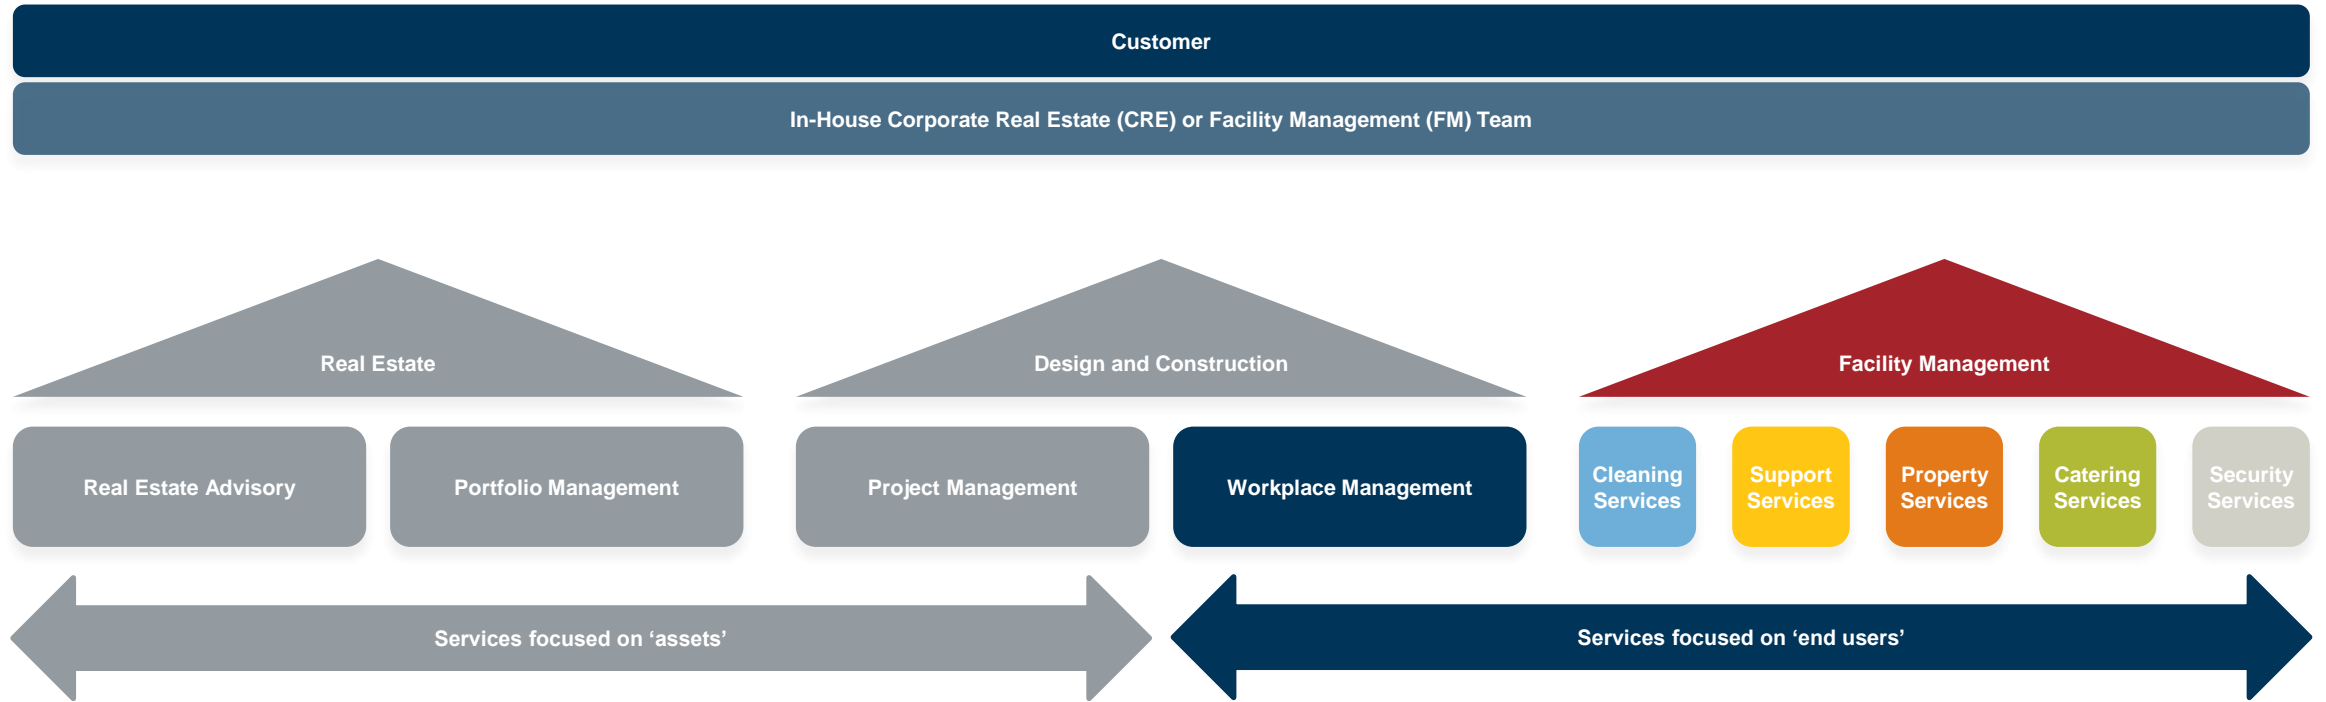 Customer
In-House Corporate Real Estate (CRE) or Facility Management (FM) Team
Real Estate
Design and Construction
Facility Management
Real Estate Advisory
Portfolio Management
Project Management
Workplace Management
Cleaning
Services
Support
Services
Property
Services
Catering
Services
Security
Services
Services focused on ‘assets’
Services focused on ‘end users’